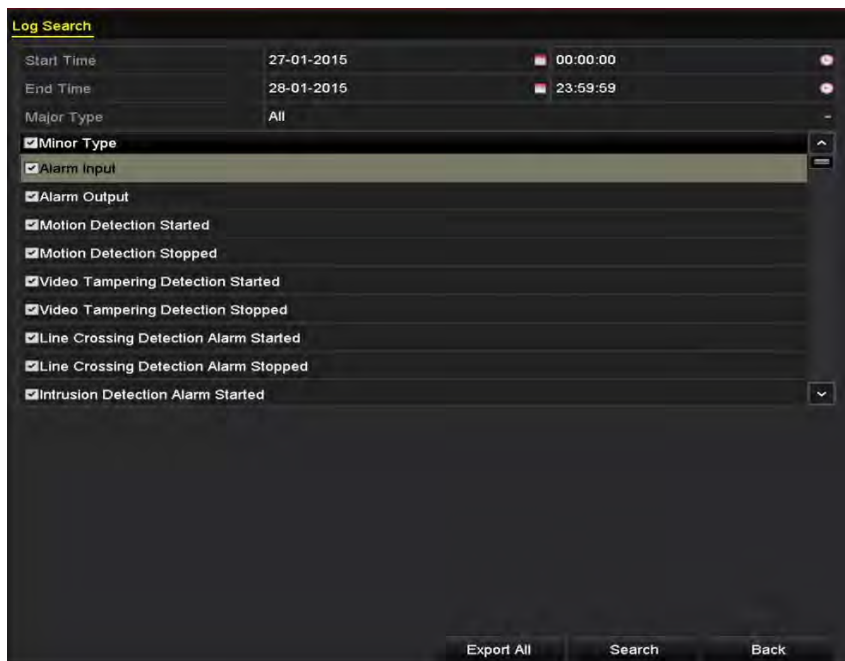 Log Search
Start Time 27-01-2015 00:00:00
End Time 28-01-2015 23:59:59
Major Type All
Minor Type
Alarm Input
Alarm Output
Motion Detection Started
Motion Detection Stopped
Video Tampering Detection Started
Video Tampering Detection Stopped
Line Crossing Detection Alarm Started
Line Crossing Detection Alarm Stopped
Intrusion Detection Alarm Started
Export All Search Back